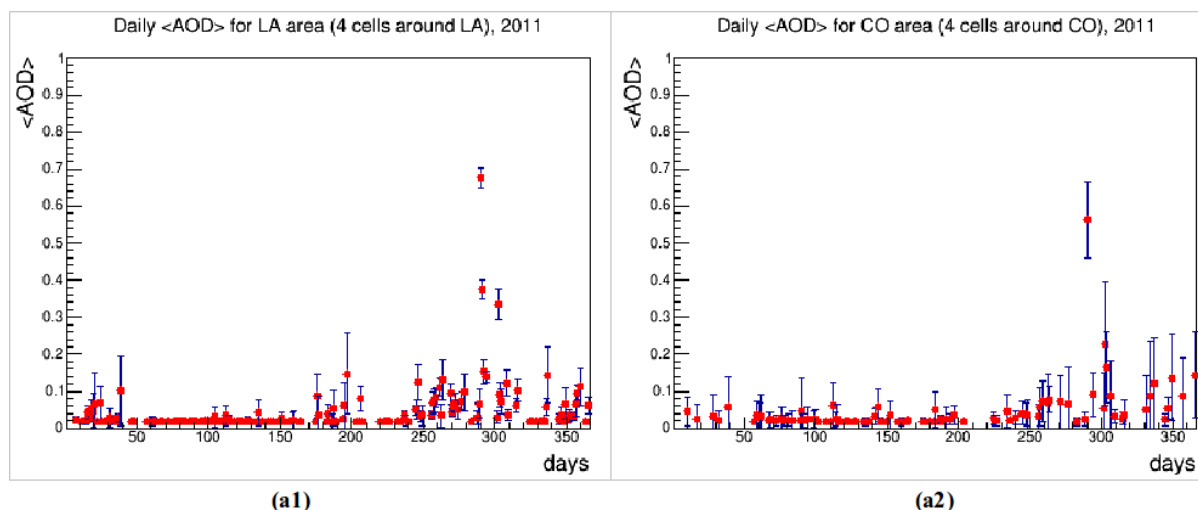 Daily <AOD> for LA area (4 cells around LA), 2011
<AOD>
1
0.9
0.8
0.7
0.6
0.5
0.4
0.3
0.2
0.1
0
50 100 150 200 250 300 350
days
(a1)
Daily <AOD> for CO area (4 cells around CO), 2011
<AOD>
1
0.9
0.8
0.7
0.6
0.5
0.4
0.3
0.2
0.1
0
50 100 150 200 250 300 350
days
(a2)